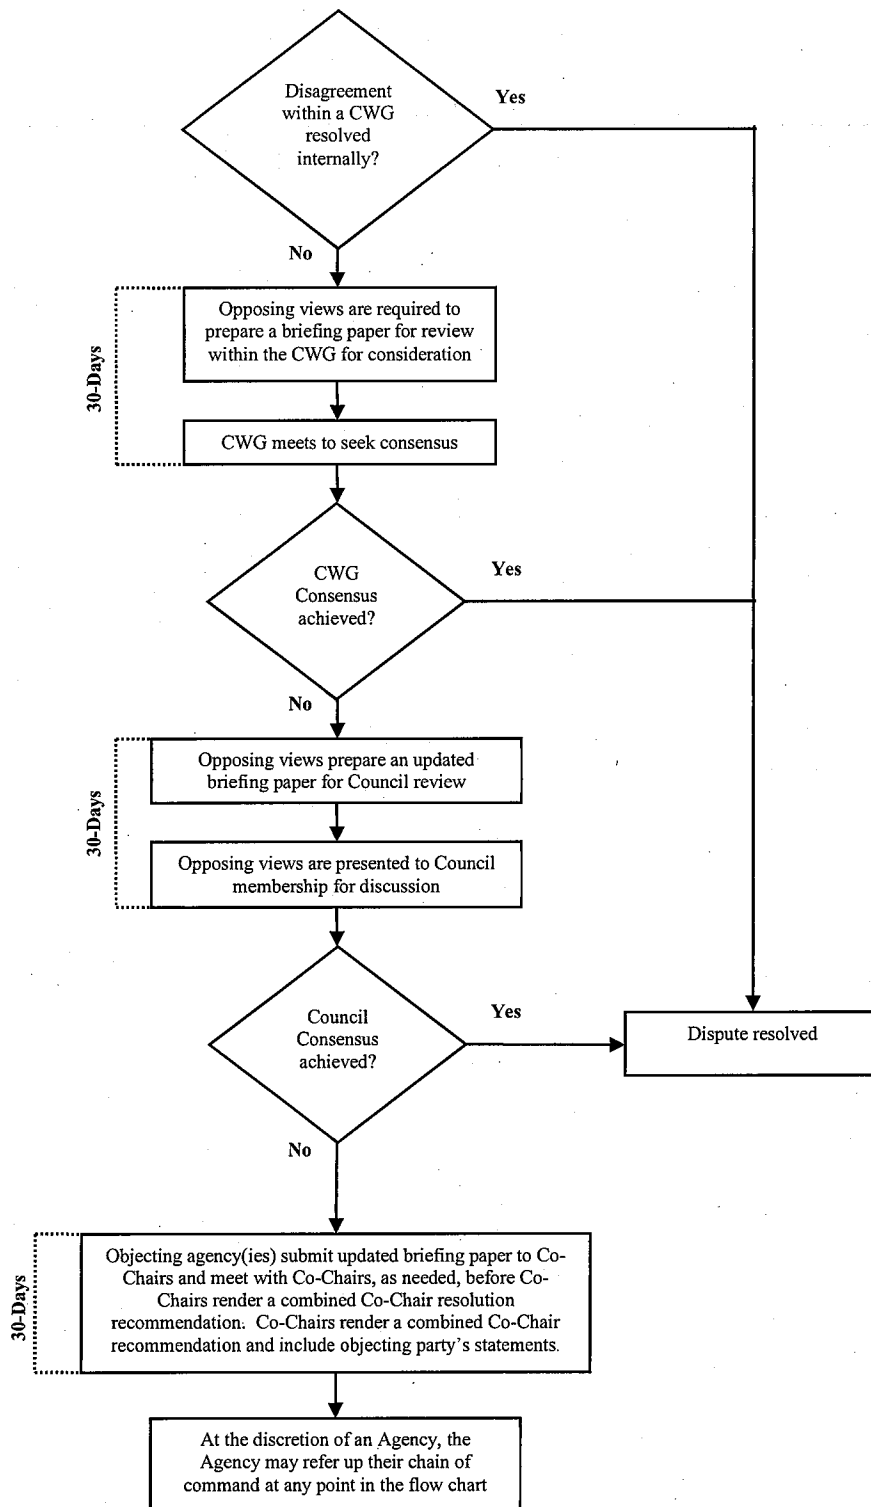 Disagreement
within a CWG
resolved
internally?
Yes
No
30-Days
Opposing views are required to
prepare a briefing paper for review
within the CWG for consideration
CWG meets to seek consensus
CWG
Consensus
achieved?
Yes
No
30-Days
Opposing views prepare an updated
briefing paper for Council review
Opposing views are presented to Council
membership for discussion
Council
Consensus
achieved?
Yes
Dispute resolved
No
30-Days
Objecting agency(ies) submit updated briefing paper to Co-
Chairs and meet with Co-Chairs, as needed, before Co-
Chairs render a combined Co-Chair resolution
recommendation. Co-Chairs render a combined Co-Chair
recommendation and include objecting party's statements.
At the discretion of an Agency, the
Agency may refer up their chain of
command at any point in the flow chart